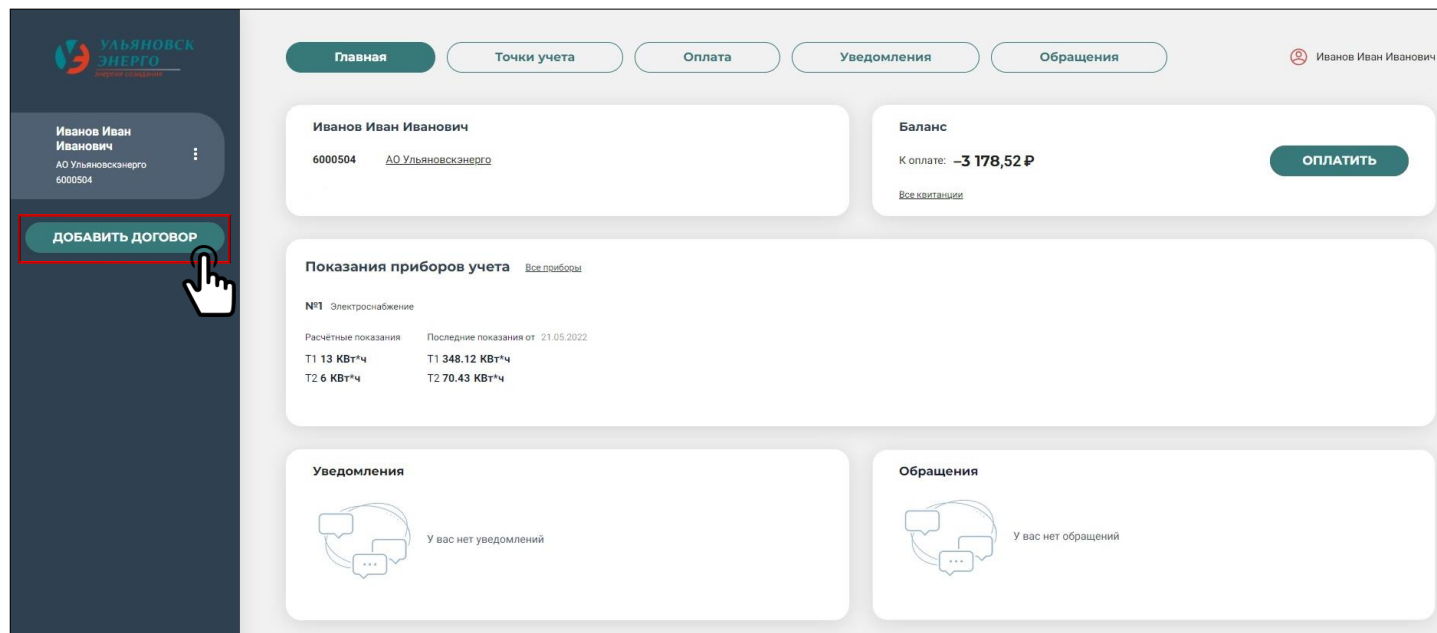 УЛЬЯНОВСК
ЭНЕРГО
энергия созидания
Главная
Точки учета
Оплата
Уведомления
Обращения
Иванов Иван Иванович
Иванов Иван
Иванович
АО Ульяновскэнерго
6000504
ДОБАВИТЬ ДОГОВОР
Иванов Иван Иванович
6000504 АО Ульяновскэнерго
Баланс
К оплате: –3 178,52 ₽
ОПЛАТИТЬ
Все квитанции
Показания приборов учета Все приборы
№1 Электроснабжение
Расчётные показания Последние показания от 21.05.2022
Т1 13 КВт*ч Т1 348.12 КВт*ч
Т2 6 КВт*ч Т2 70.43 КВт*ч
Уведомления
У вас нет уведомлений
Обращения
У вас нет обращений